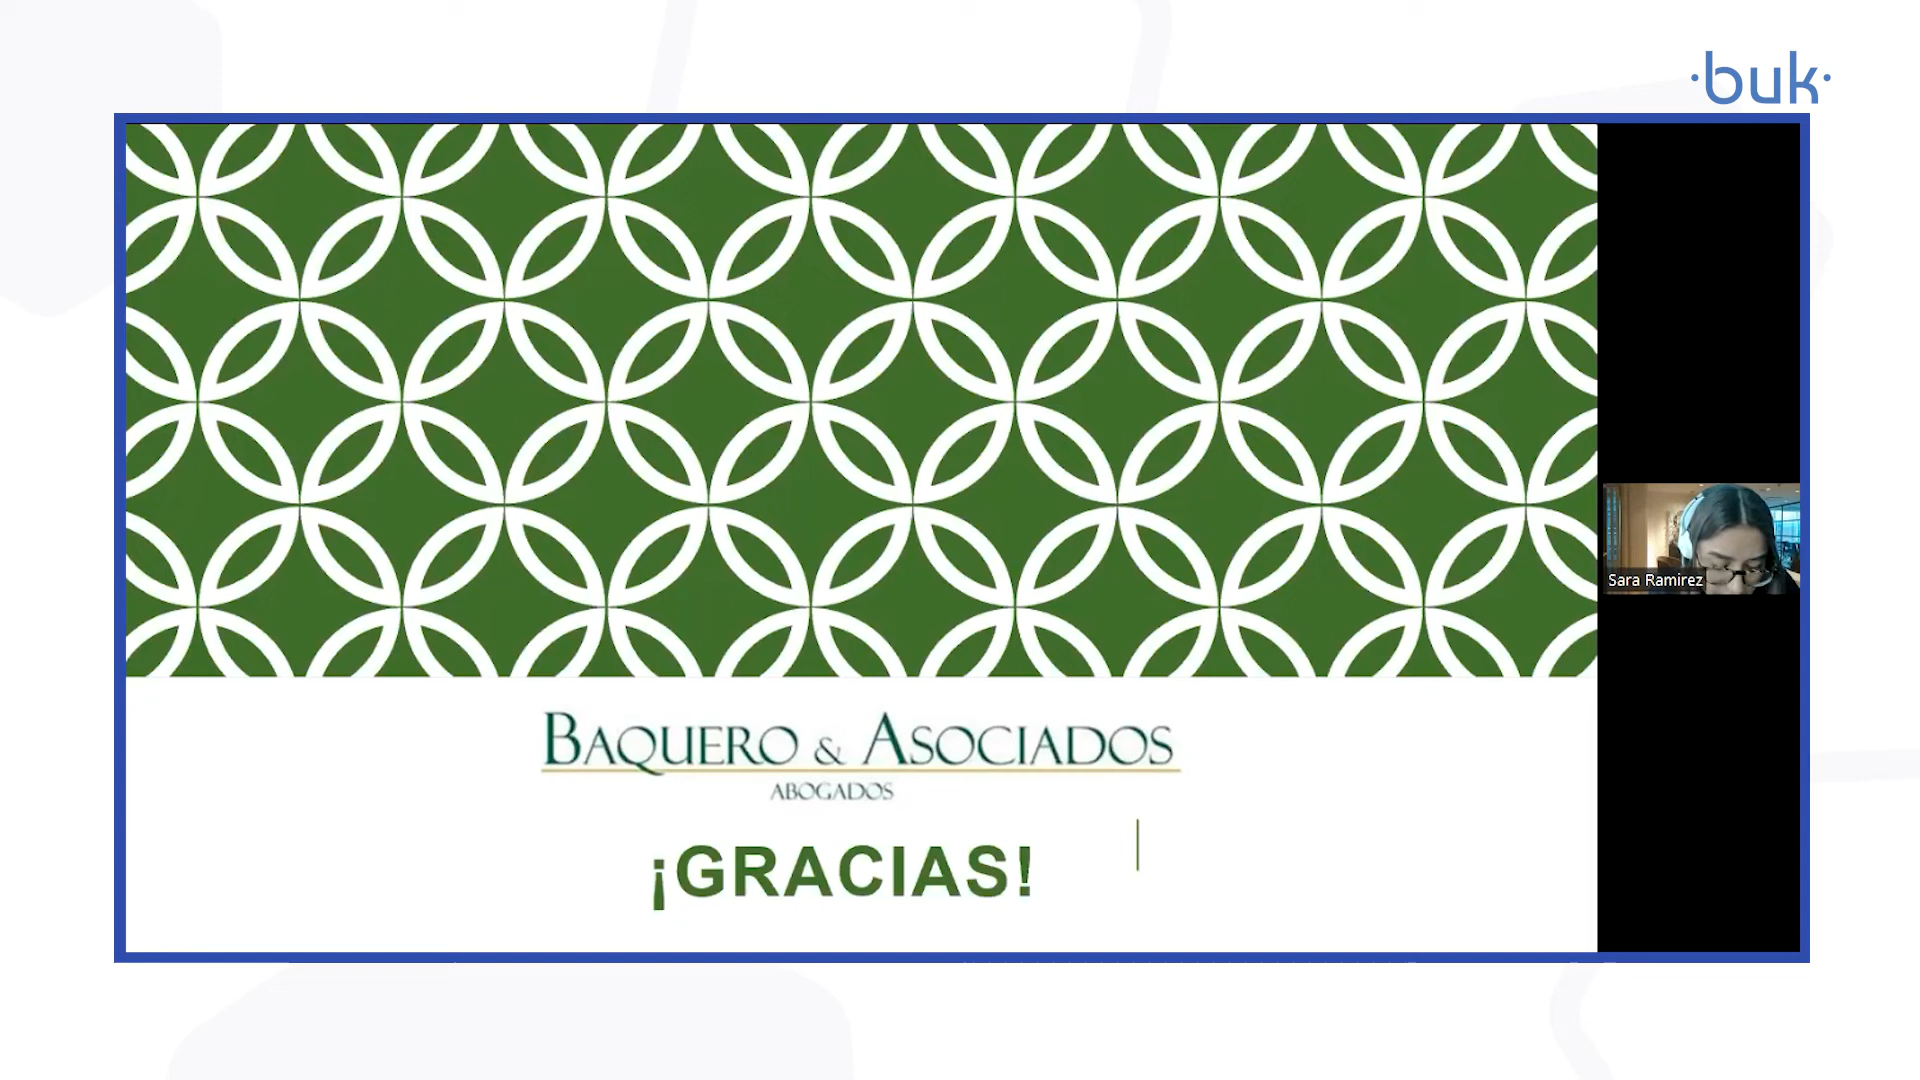 ·buk·
Sara Ramirez
BAQUERO & ASOCIADOS
ABOGADOS
¡GRACIAS!